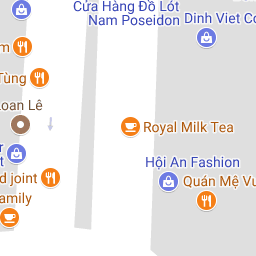 Cửa Hàng Đồ Lót
Nam Poseidon
Dinh Viet Co
m
Tùng
oan Lê
Royal Milk Tea
r
t
Hội An Fashion
d joint
Quán Mệ Vu
amily